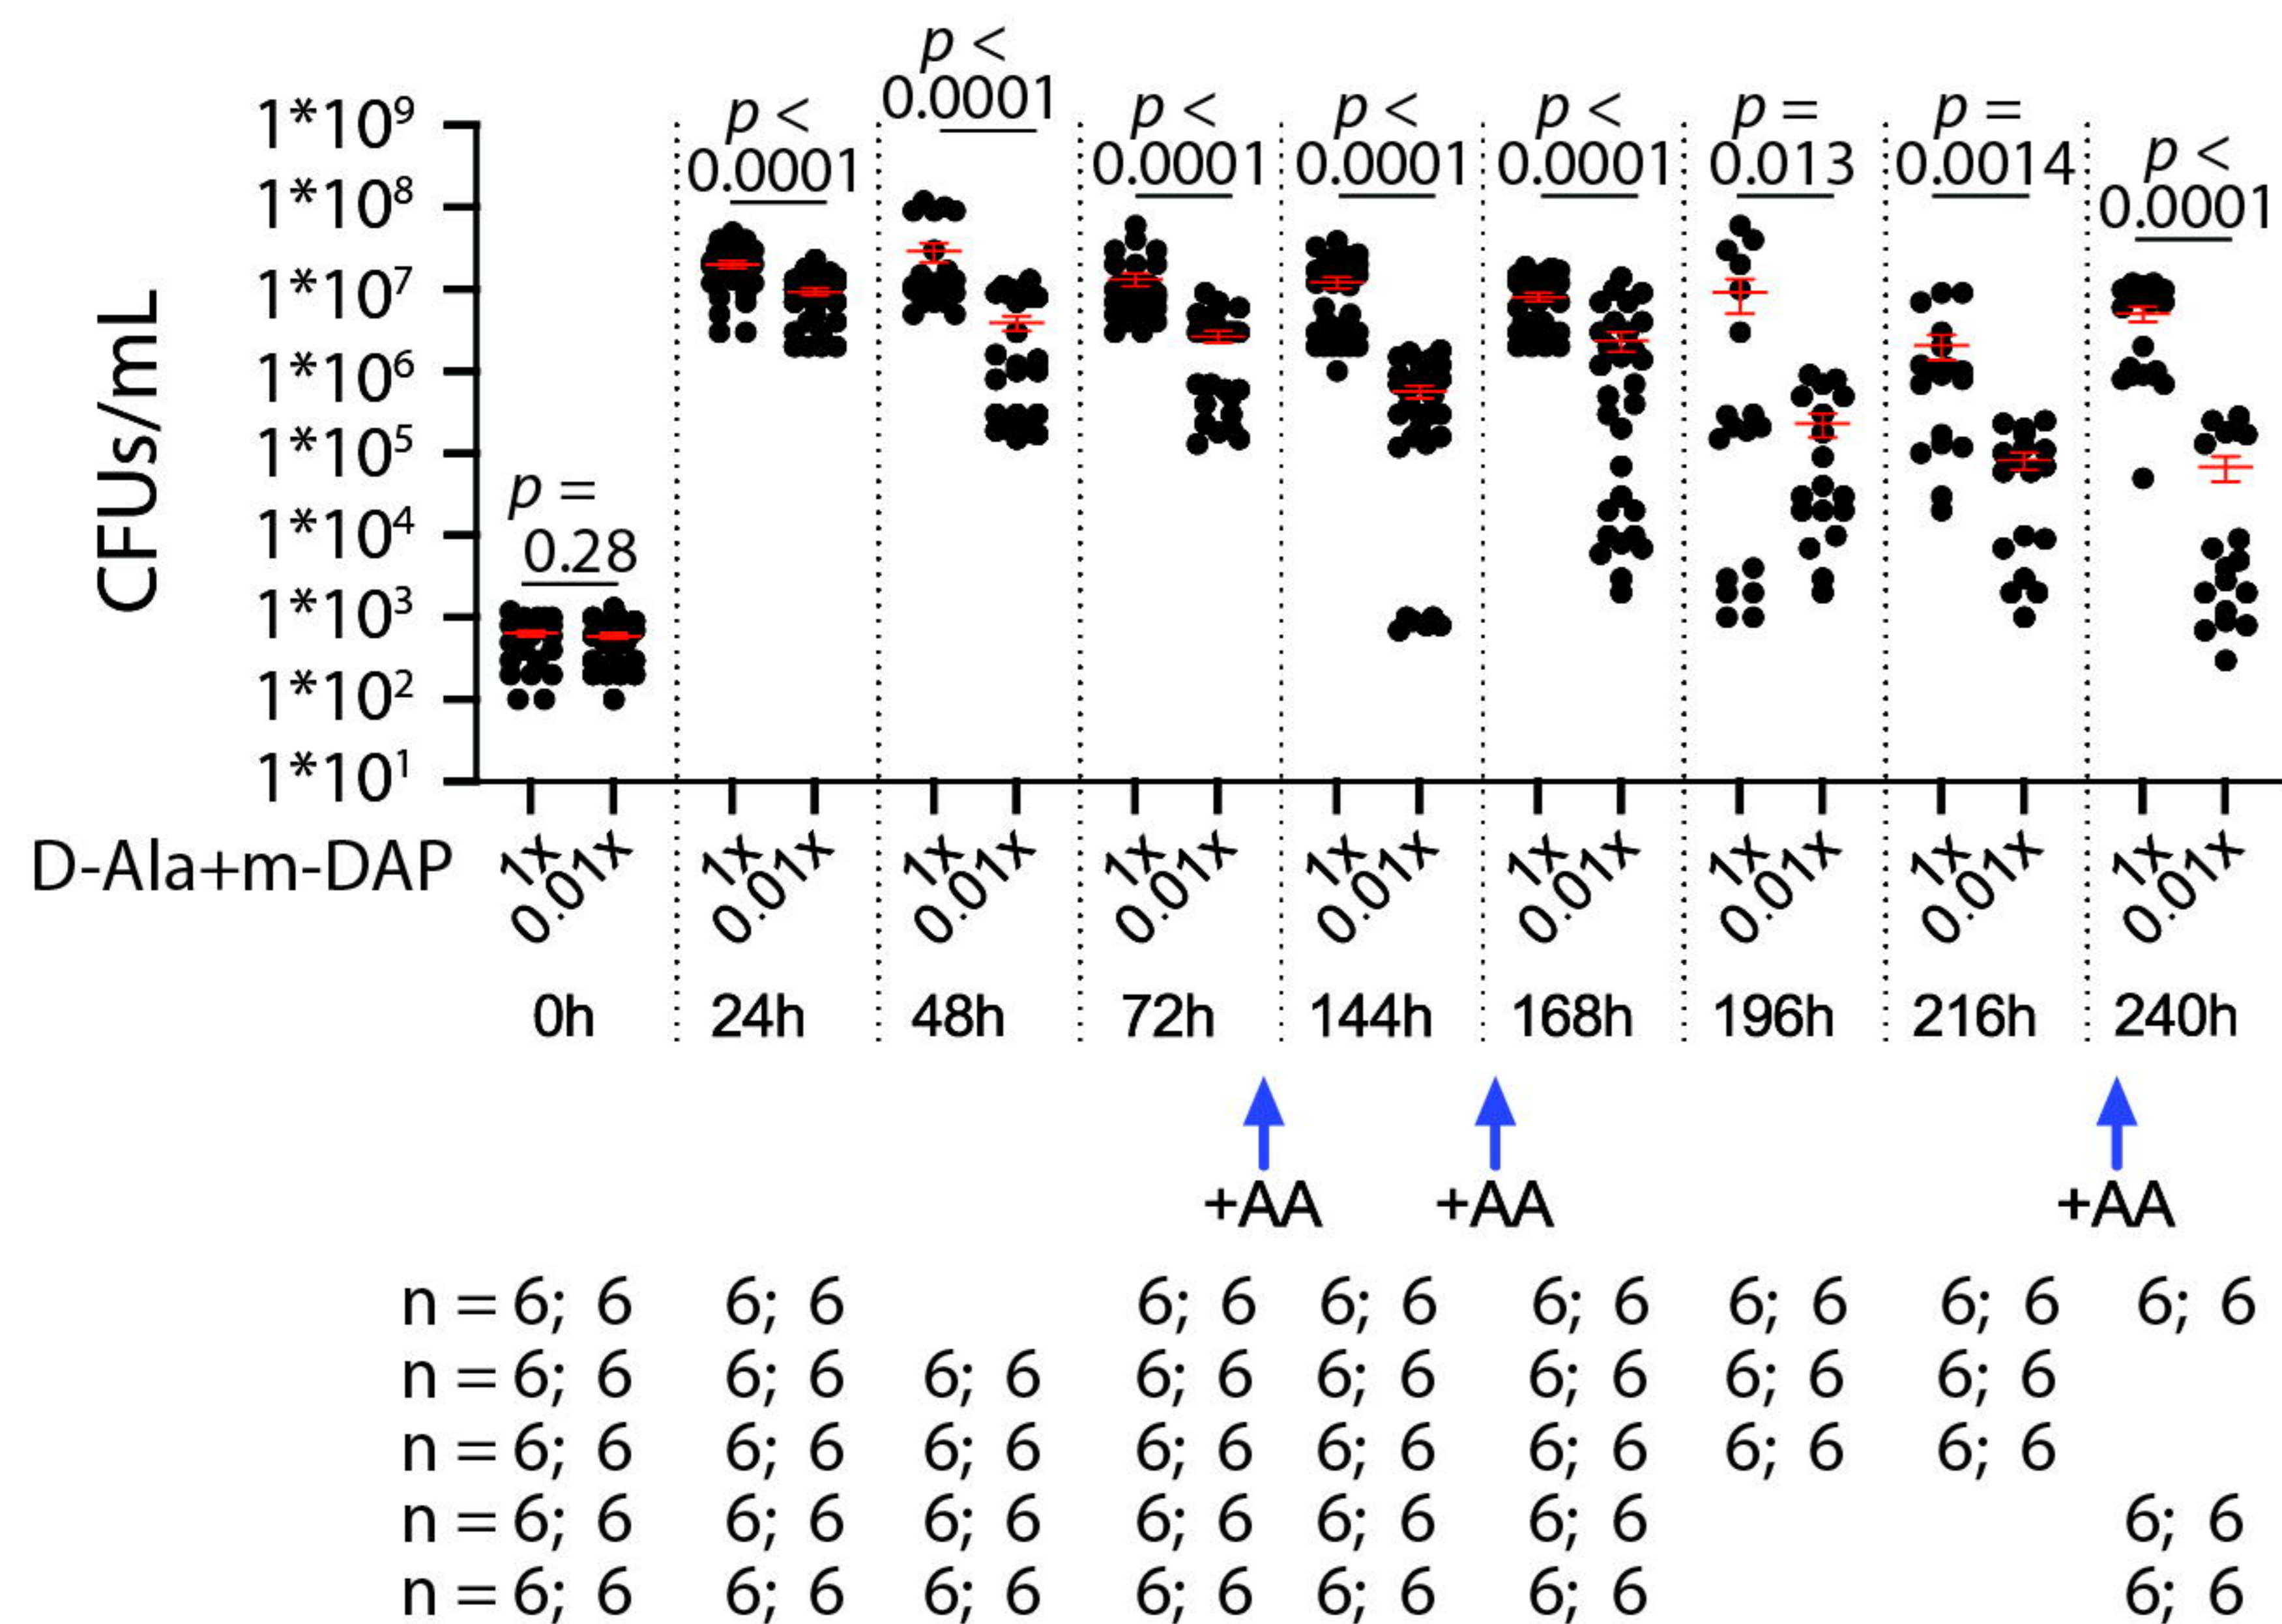 p <
0.0001
p <
0.0001
p <
0.0001
p <
0.0001
p <
0.0001
p =
0.013
p =
0.0014
p <
0.0001
p =
0.28
CFUs/mL
1*10⁹
1*10⁸
1*10⁷
1*10⁶
1*10⁵
1*10⁴
1*10³
1*10²
1*10¹
D-Ala+m-DAP 1x 0.01x 1x 0.01x 1x 0.01x 1x 0.01x 1x 0.01x 1x 0.01x 1x 0.01x 1x 0.01x 1x 0.01x
0h 24h 48h 72h 144h 168h 196h 216h 240h
+AA +AA +AA
n = 6; 6 6; 6 6; 6 6; 6 6; 6 6; 6 6; 6 6; 6
n = 6; 6 6; 6 6; 6 6; 6 6; 6 6; 6 6; 6 6; 6
n = 6; 6 6; 6 6; 6 6; 6 6; 6 6; 6 6; 6 6; 6
n = 6; 6 6; 6 6; 6 6; 6 6; 6 6; 6 6; 6
n = 6; 6 6; 6 6; 6 6; 6 6; 6 6; 6 6; 6